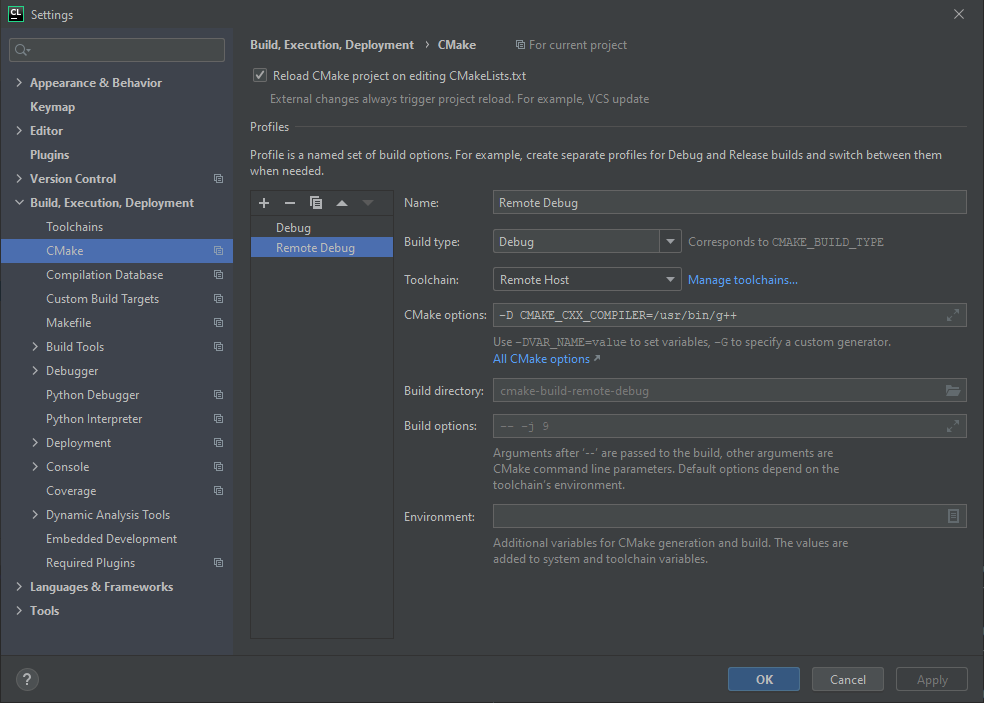 CL Settings
Appearance & Behavior
Keymap
Editor
Plugins
Version Control
Build, Execution, Deployment
Toolchains
CMake
Compilation Database
Custom Build Targets
Makefile
Build Tools
Debugger
Python Debugger
Python Interpreter
Deployment
Console
Coverage
Dynamic Analysis Tools
Embedded Development
Required Plugins
Languages & Frameworks
Tools
?
Build, Execution, Deployment › CMake For current project
Reload CMake project on editing CMakeLists.txt
External changes always trigger project reload. For example, VCS update
Profiles
Profile is a named set of build options. For example, create separate profiles for Debug and Release builds and switch between them
when needed.
Debug
Remote Debug
Name: Remote Debug
Build type: Debug Corresponds to CMAKE_BUILD_TYPE
Toolchain: Remote Host Manage toolchains...
CMake options: -D CMAKE_CXX_COMPILER=/usr/bin/g++
Use -DVAR_NAME=value to set variables, -G to specify a custom generator.
All CMake options ↗
Build directory: cmake-build-remote-debug
Build options: -- -j 9
Arguments after '--' are passed to the build, other arguments are
CMake command line parameters. Default options depend on the
toolchain's environment.
Environment:
Additional variables for CMake generation and build. The values are
added to system and toolchain variables.
OK Cancel Apply